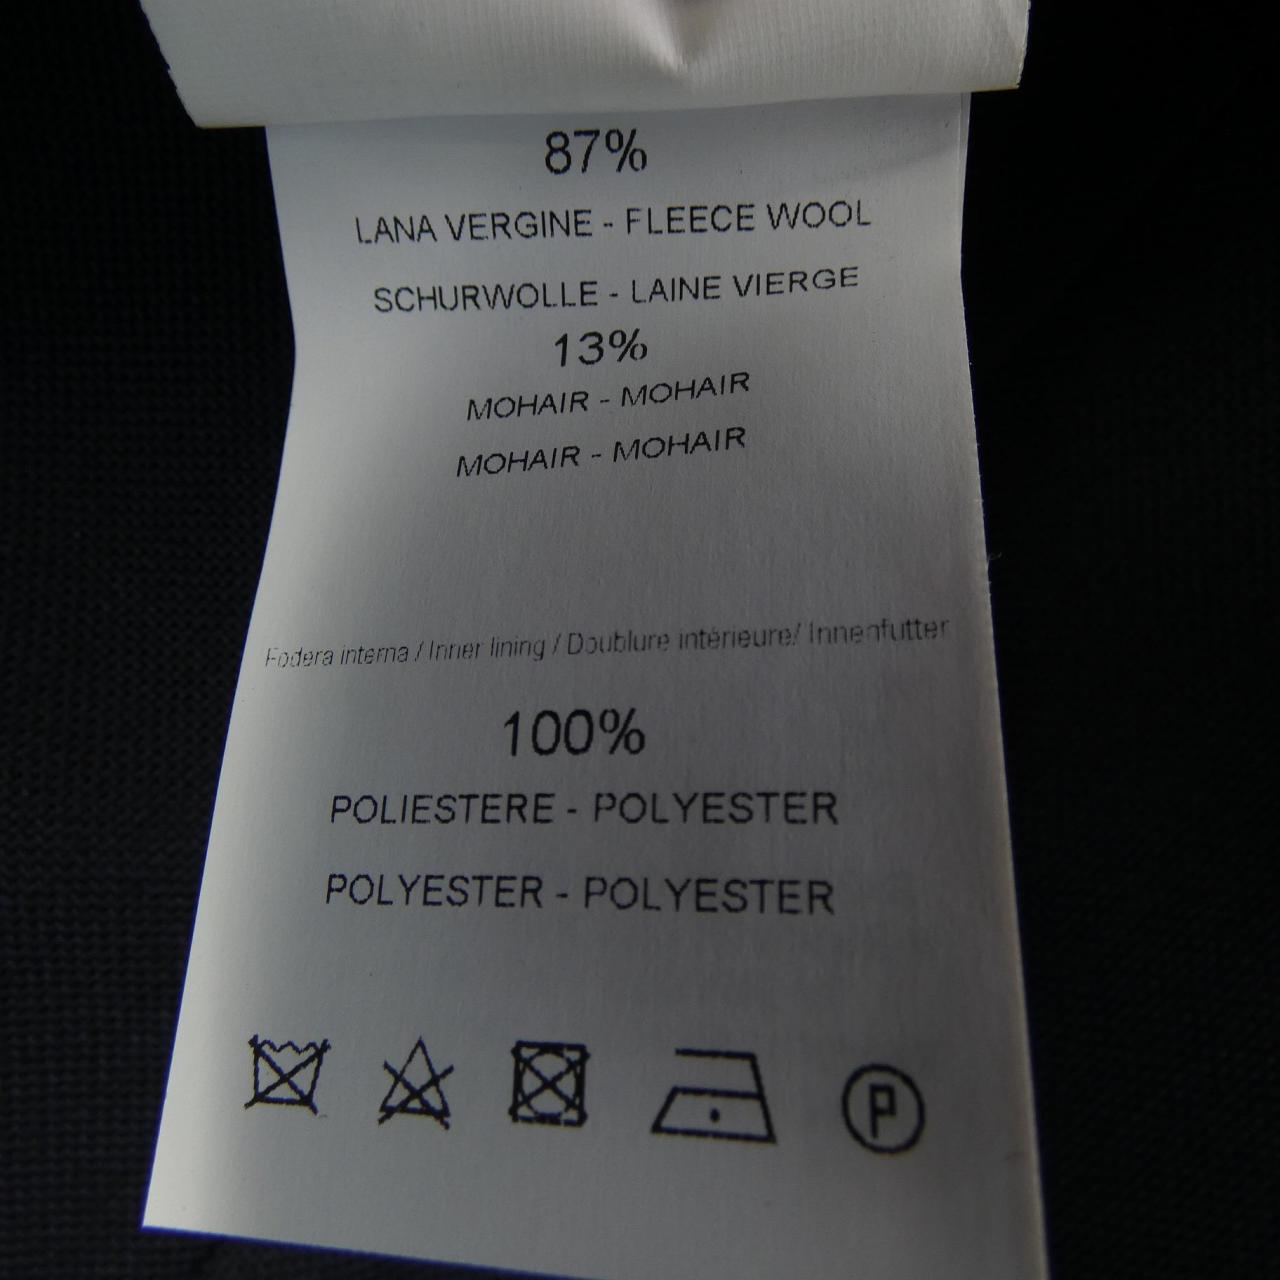 87%
LANA VERGINE - FLEECE WOOL
SCHURWOLLE - LAINE VIERGE
13%
MOHAIR - MOHAIR
MOHAIR - MOHAIR
Fodera interna / Inner lining / Doublure intérieure/ Innenfutter
100%
POLIESTERE - POLYESTER
POLYESTER - POLYESTER
P